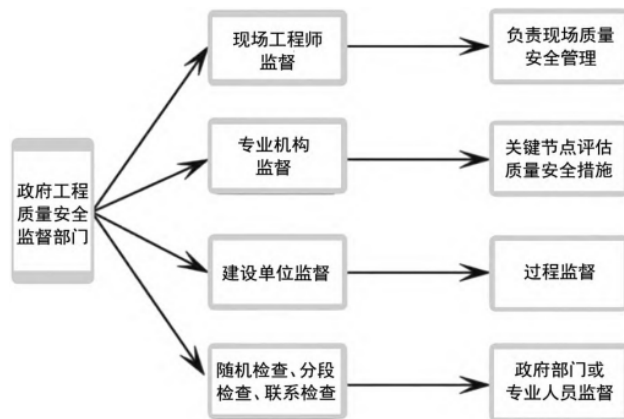 政府工程
质量安全
监督部门
现场工程师
监督
负责现场质量
安全管理
专业机构
监督
关键节点评估
质量安全措施
建设单位监督
过程监督
随机检查、分段
检查、联系检查
政府部门或
专业人员监督